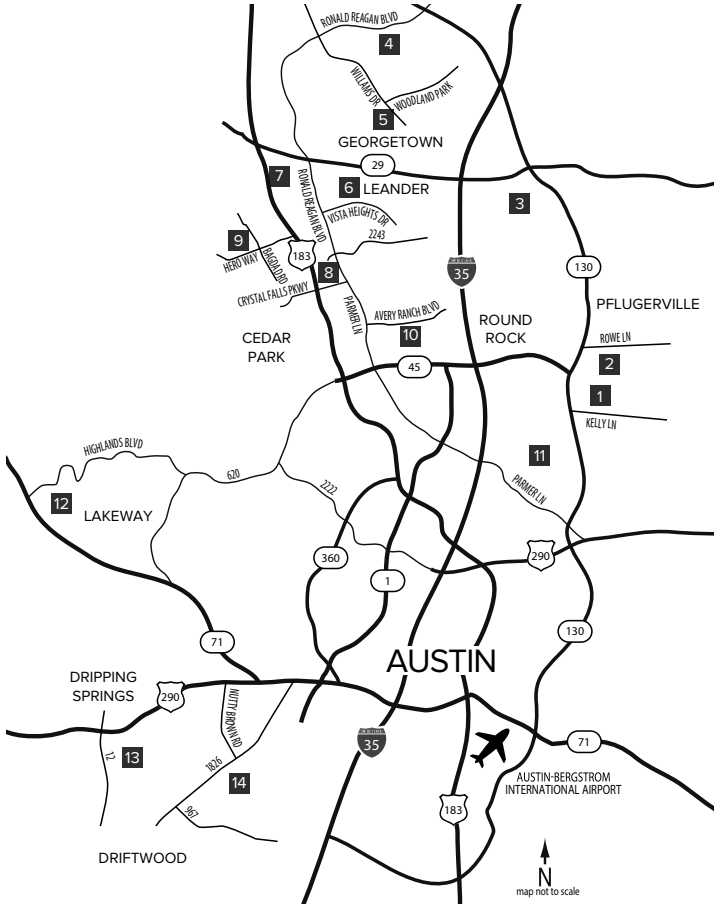 RONALD REAGAN BLVD
4
WILLIAMS DR
WOODLAND PARK
5
GEORGETOWN
29
7
RONALD REAGAN BLVD
6
LEANDER
3
VISTA HEIGHTS DR
2243
9
HERO WAY
BAGDAD RD
183
8
35
130
CRYSTAL FALLS PKWY
PARMER LN
AVERY RANCH BLVD
PFLUGERVILLE
10
ROUND
ROCK
CEDAR
PARK
ROWE LN
2
45
1
KELLY LN
HIGHLANDS BLVD
11
620
2222
PARMER LN
12
LAKEWAY
360
290
1
71
130
AUSTIN
DRIPPING
SPRINGS
290
NUTTY BROWN RD
35
71
12
13
1826
14
AUSTIN-BERGSTROM
INTERNATIONAL AIRPORT
967
183
DRIFTWOOD
N
map not to scale